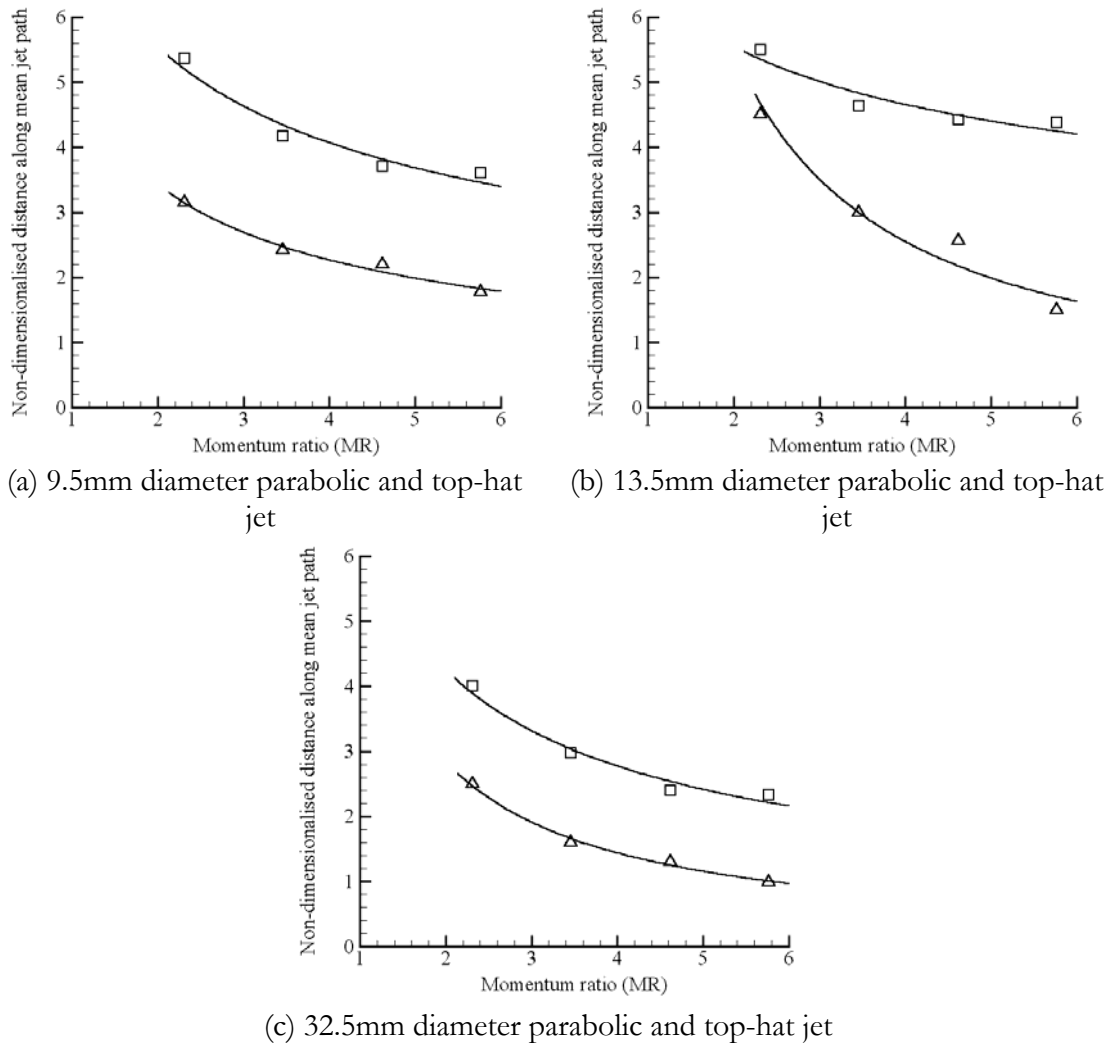 Non-dimensionalised distance along mean jet path
6
5
4
3
2
1
0
1 2 3 4 5 6
Momentum ratio (MR)
(a) 9.5mm diameter parabolic and top-hat
jet
Non-dimensionalised distance along mean jet path
6
5
4
3
2
1
0
1 2 3 4 5 6
Momentum ratio (MR)
(b) 13.5mm diameter parabolic and top-hat
jet
Non-dimensionalised distance along mean jet path
6
5
4
3
2
1
0
1 2 3 4 5 6
Momentum ratio (MR)
(c) 32.5mm diameter parabolic and top-hat jet